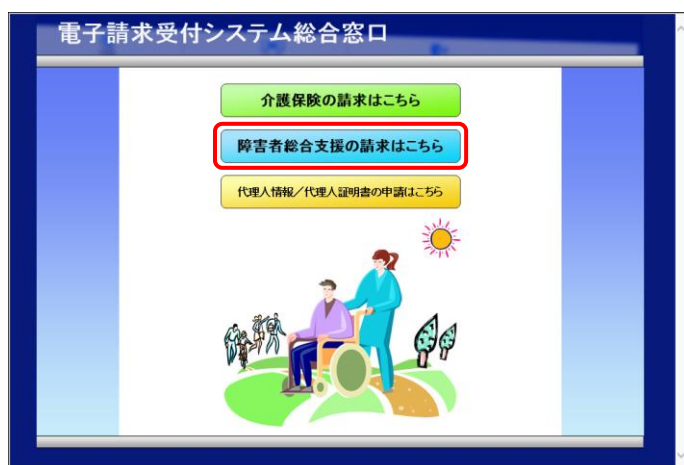 電子請求受付システム総合窓口
介護保険の請求はこちら
障害者総合支援の請求はこちら
代理人情報／代理人証明書の申請はこちら